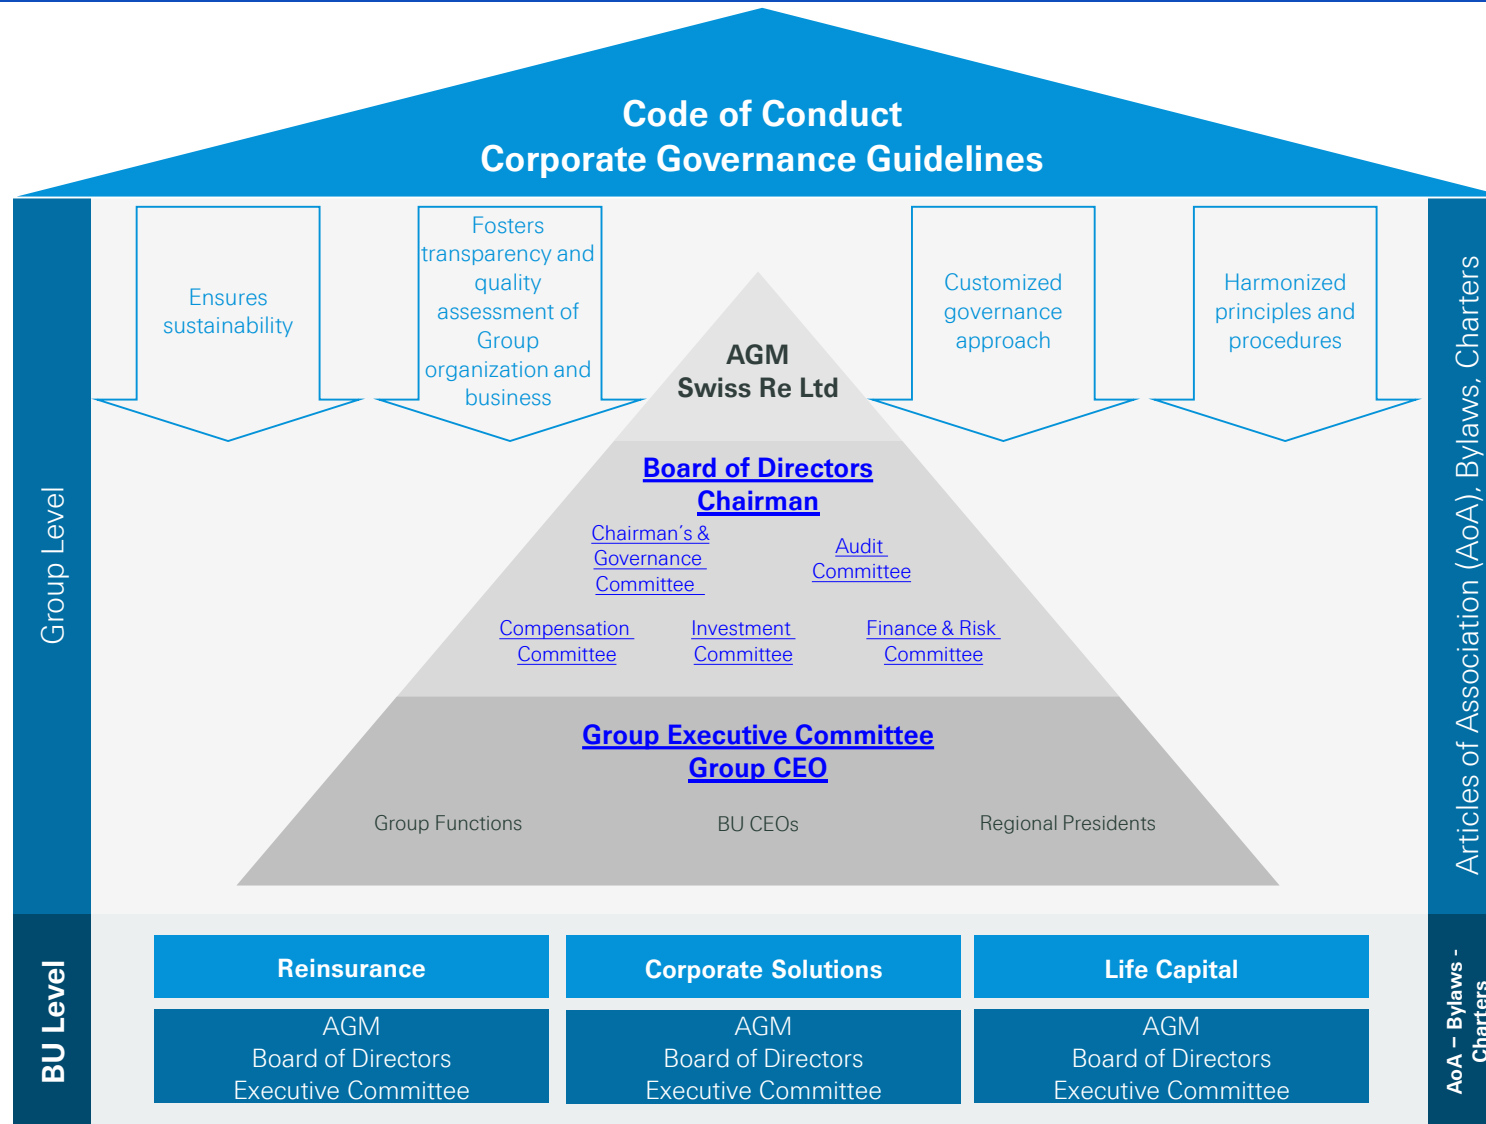 Code of Conduct
Corporate Governance Guidelines
Group Level
Ensures
sustainability
Fosters
transparency and
quality
assessment of
Group
organization and
business
Customized
governance
approach
Harmonized
principles and
procedures
Articles of Association (AoA), Bylaws, Charters
AGM
Swiss Re Ltd
Board of Directors
Chairman
Chairman´s &
Governance
Committee
Audit
Committee
Compensation
Committee
Investment
Committee
Finance & Risk
Committee
Group Executive Committee
Group CEO
Group Functions
BU CEOs
Regional Presidents
BU Level
Reinsurance
AGM
Board of Directors
Executive Committee
Corporate Solutions
AGM
Board of Directors
Executive Committee
Life Capital
AGM
Board of Directors
Executive Committee
AoA – Bylaws -
Charters